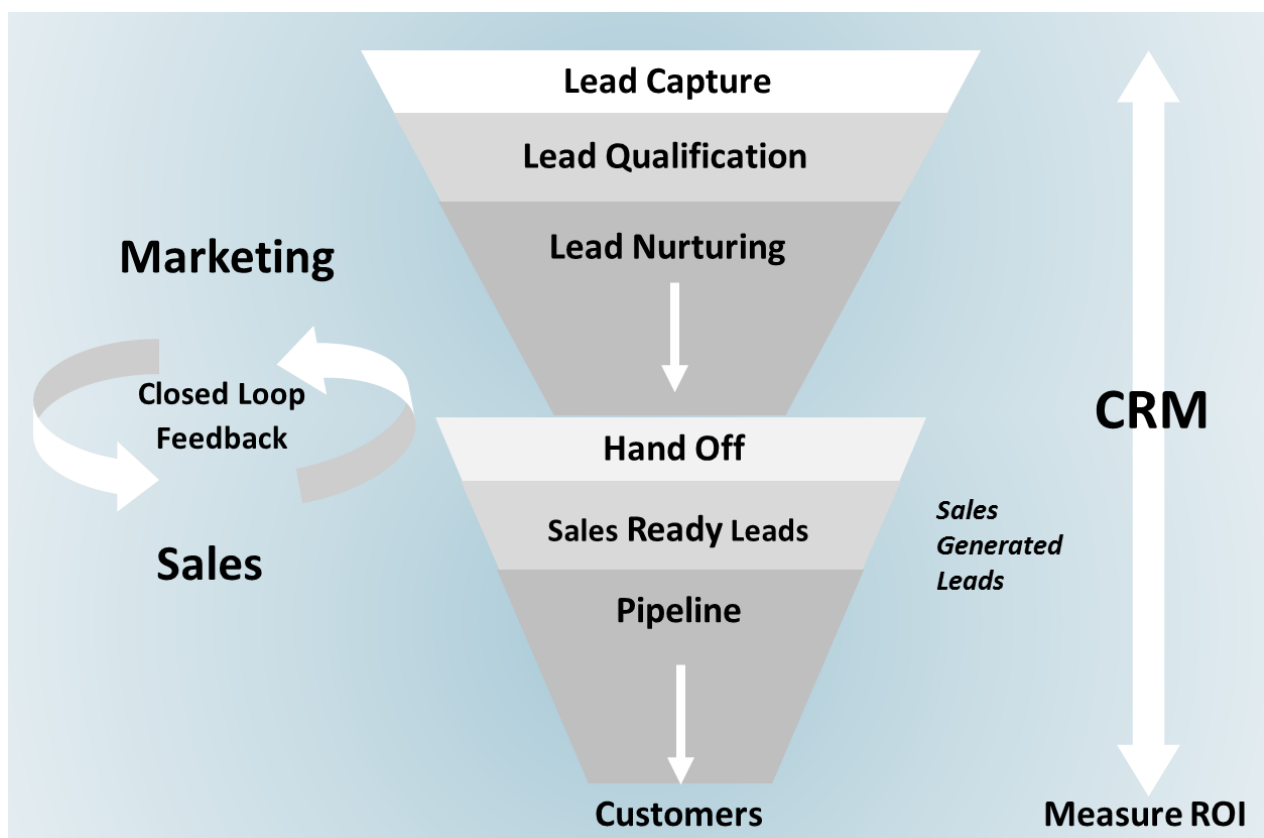 Lead Capture
Lead Qualification
Lead Nurturing
Marketing
Closed Loop
Feedback
Sales
Hand Off
Sales Ready Leads
Pipeline
Customers
Sales
Generated
Leads
CRM
Measure ROI